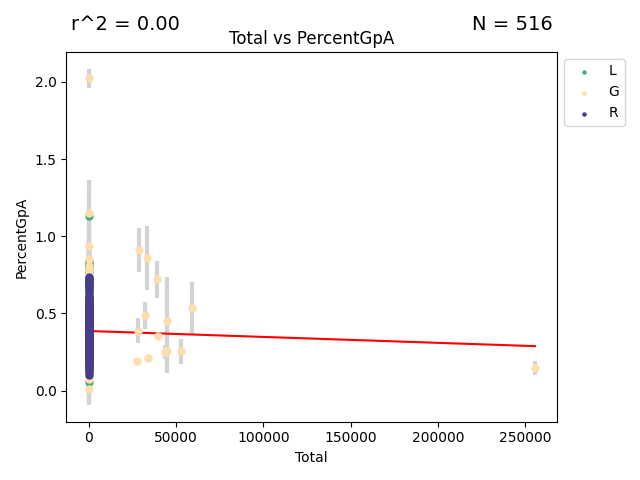 r^2 = 0.00
N = 516
Total vs PercentGpA
L
G
R
2.0
1.5
1.0
0.5
0.0
PercentGpA
0
50000
100000
150000
200000
250000
Total